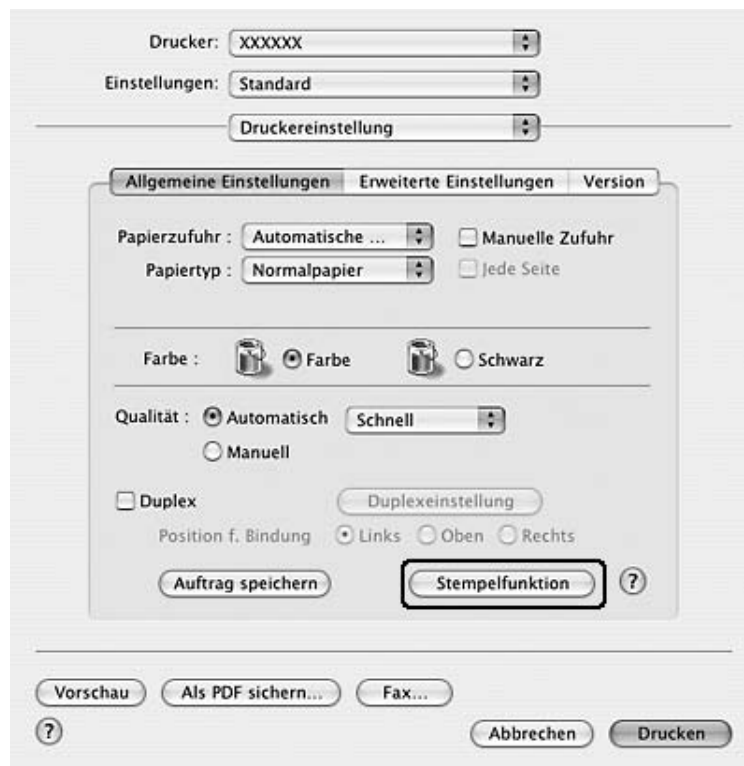 Drucker: XXXXXX
Einstellungen: Standard
Druckereinstellung
Allgemeine Einstellungen Erweiterte Einstellungen Version
Papierzufuhr : Automatische ... Manuelle Zufuhr
Papiertyp : Normalpapier Jede Seite
Farbe : Farbe Schwarz
Qualität : Automatisch Schnell
Manuell
Duplex Duplexeinstellung
Position f. Bindung Links Oben Rechts
Auftrag speichern Stempelfunktion ?
Vorschau Als PDF sichern... Fax...
? Abbrechen Drucken